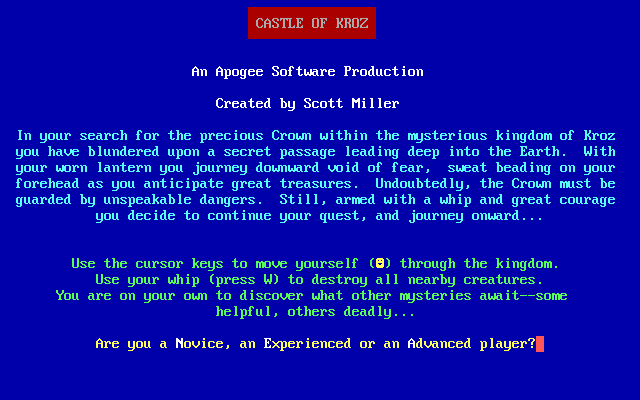 CASTLE OF KROZ
An Apogee Software Production
Created by Scott Miller
In your search for the precious Crown within the mysterious kingdom of Kroz
you have blundered upon a secret passage leading deep into the Earth.  With
your worn lantern you journey downward void of fear,  sweat beading on your
forehead as you anticipate great treasures.  Undoubtedly, the Crown must be
guarded by unspeakable dangers.  Still, armed with a whip and great courage
you decide to continue your quest, and journey onward...
Use the cursor keys to move yourself (☻) through the kingdom.
Use your whip (press W) to destroy all nearby creatures.
You are on your own to discover what other mysteries await--some
helpful, others deadly...
Are you a Novice, an Experienced or an Advanced player?